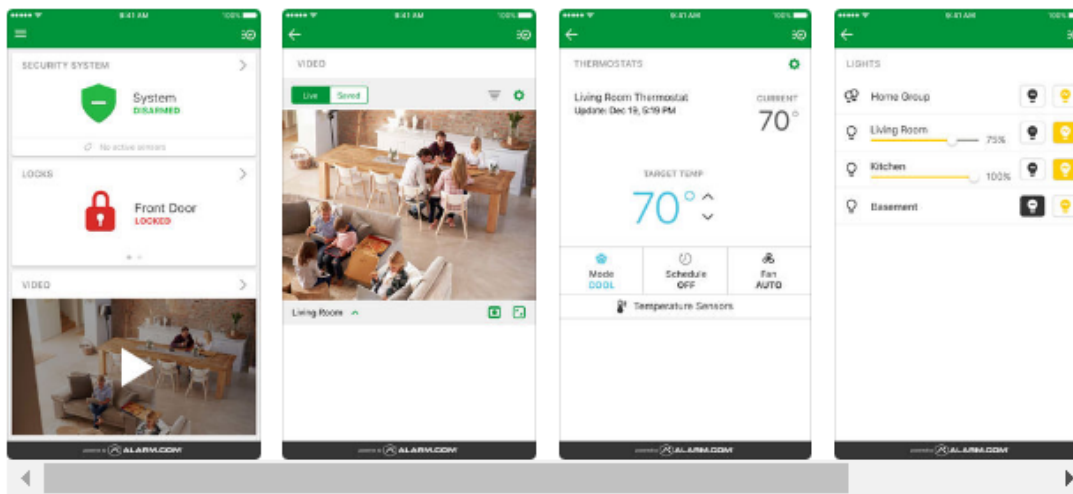 9:41 AM
100%
SECURITY SYSTEM
System
DISARMED
No active sensors
LOCKS
Front Door
LOCKED
VIDEO
ALARM.COM
9:41 AM
100%
VIDEO
Live
Saved
Living Room
ALARM.COM
9:41 AM
100%
THERMOSTATS
Living Room Thermostat
Update: Dec 19, 5:19 PM
CURRENT
70°
TARGET TEMP
70°
Mode
COOL
Schedule
OFF
Fan
AUTO
Temperature Sensors
ALARM.COM
9:41 AM
100%
LIGHTS
Home Group
Living Room
75%
Kitchen
100%
Basement
ALARM.COM